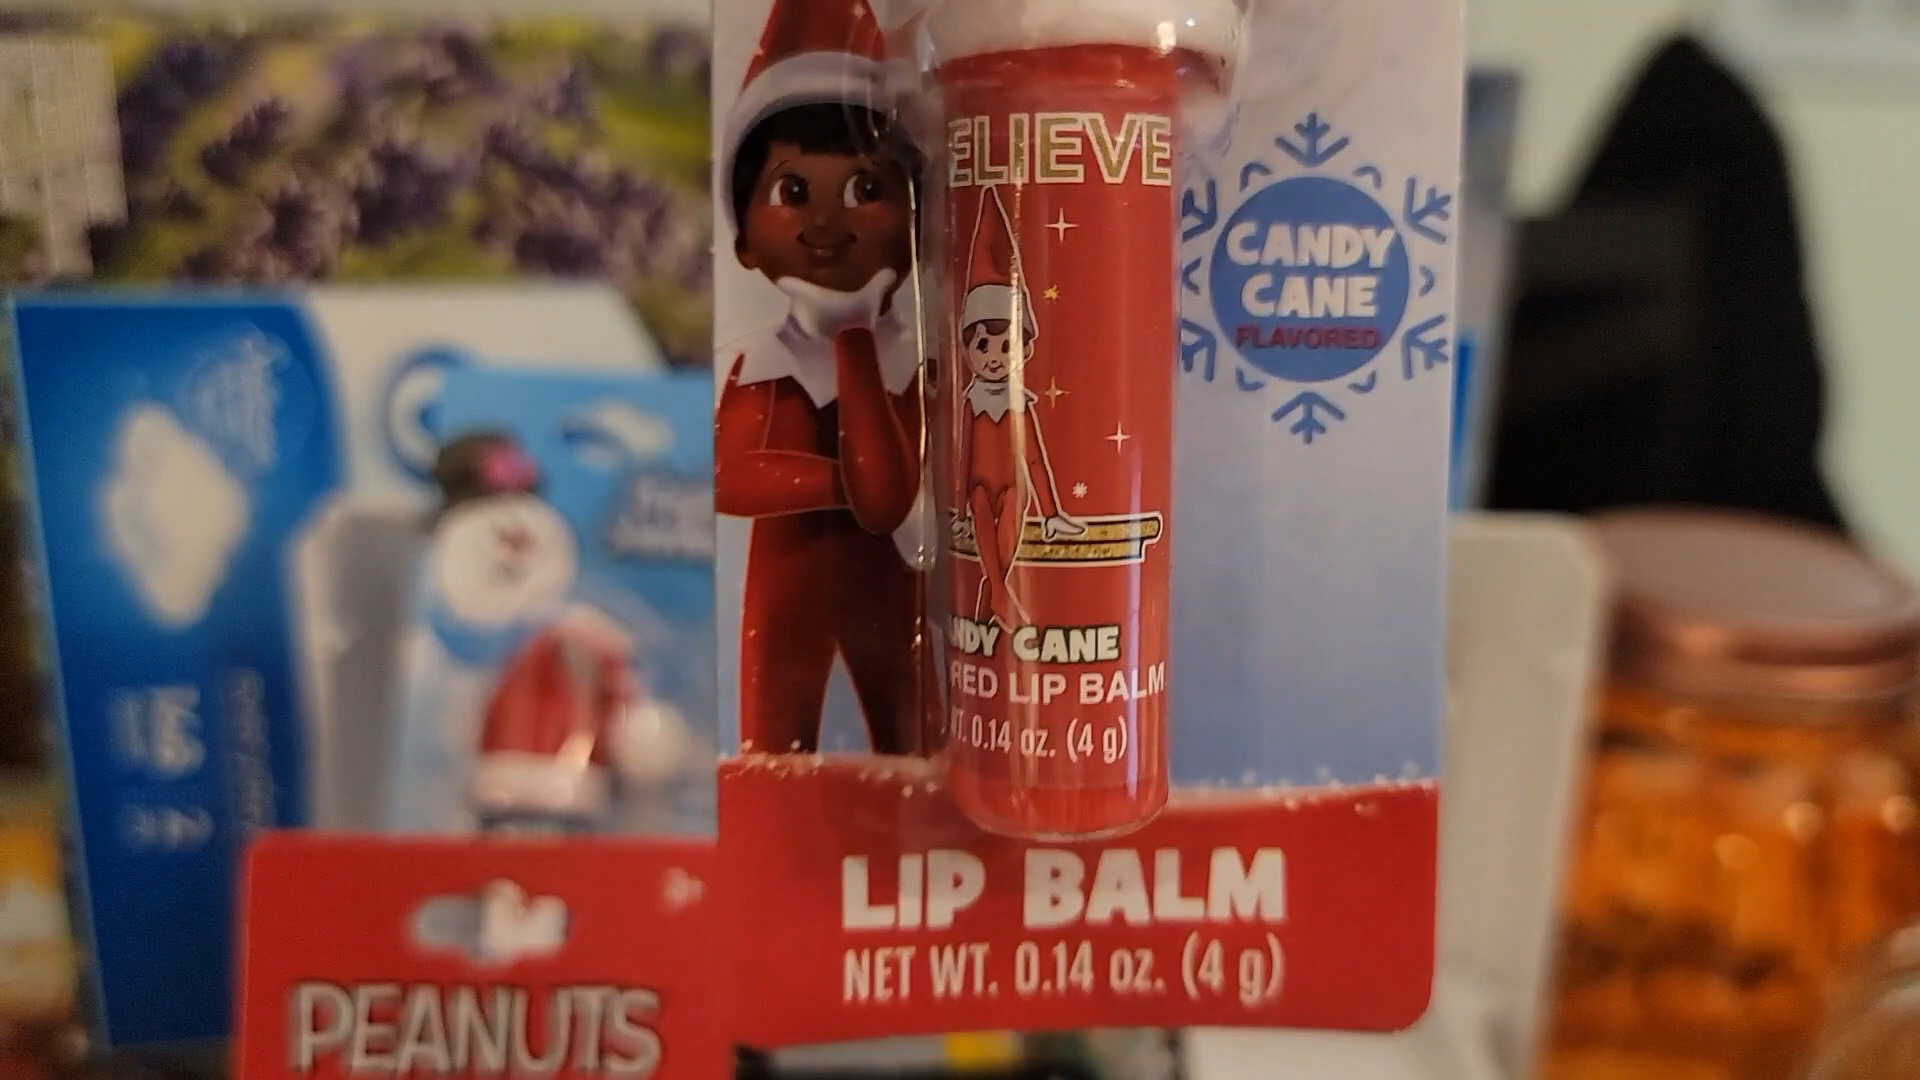 ELIEVE
CANDY
CANE
FLAVORED
NDY CANE
RED LIP BALM
T. 0.14 oz. (4 g)
LIP BALM
NET WT. 0.14 oz. (4 g)
3+
PEANUTS